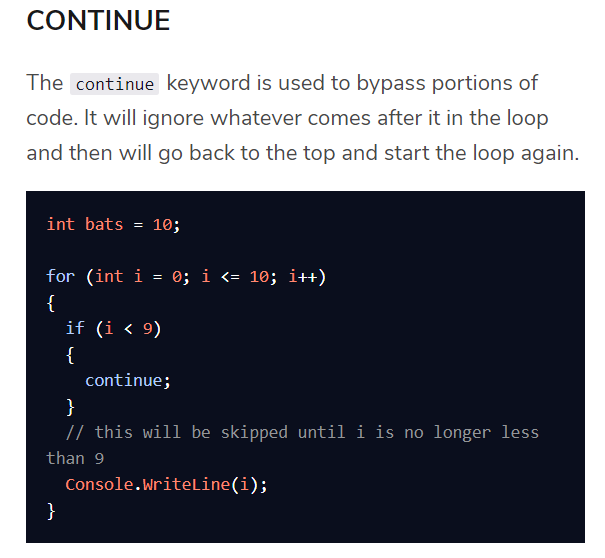 CONTINUE
The continue keyword is used to bypass portions of
code. It will ignore whatever comes after it in the loop
and then will go back to the top and start the loop again.
int bats = 10;
for (int i = 0; i <= 10; i++)
{
  if (i < 9)
  {
    continue;
  }
  // this will be skipped until i is no longer less
than 9
  Console.WriteLine(i);
}